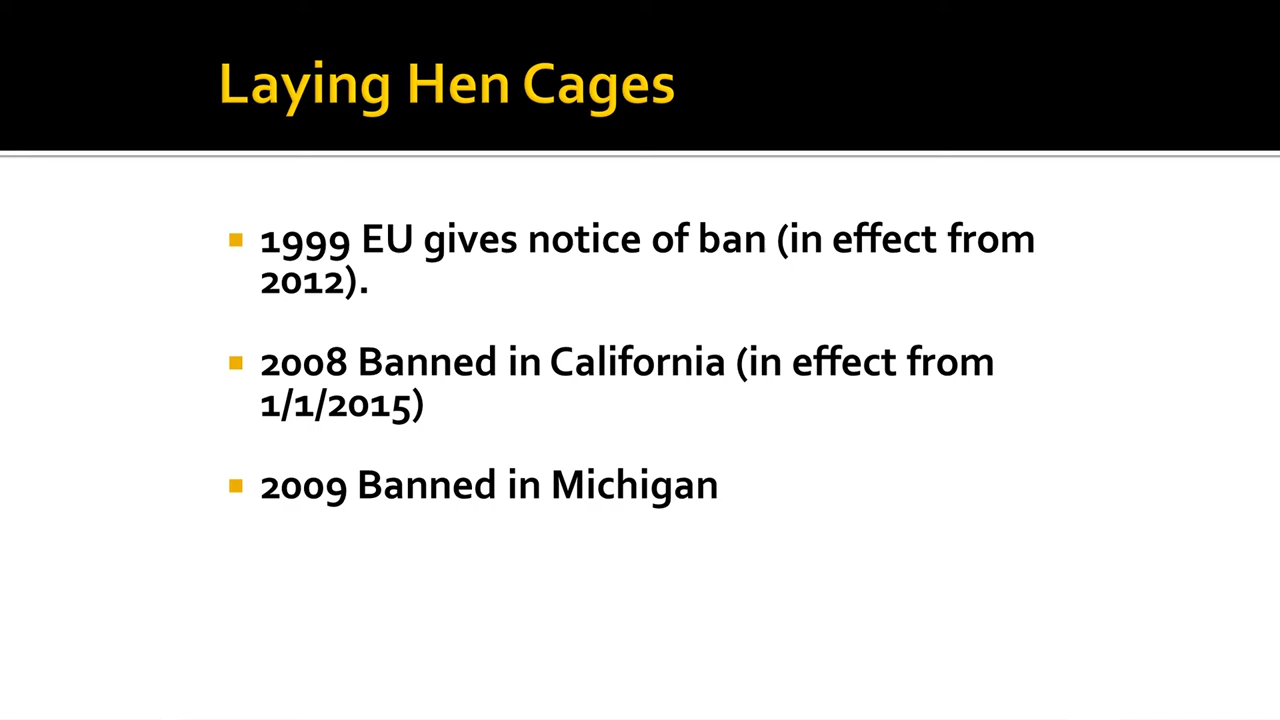 Laying Hen Cages
1999 EU gives notice of ban (in effect from
2012).
2008 Banned in California (in effect from
1/1/2015)
2009 Banned in Michigan